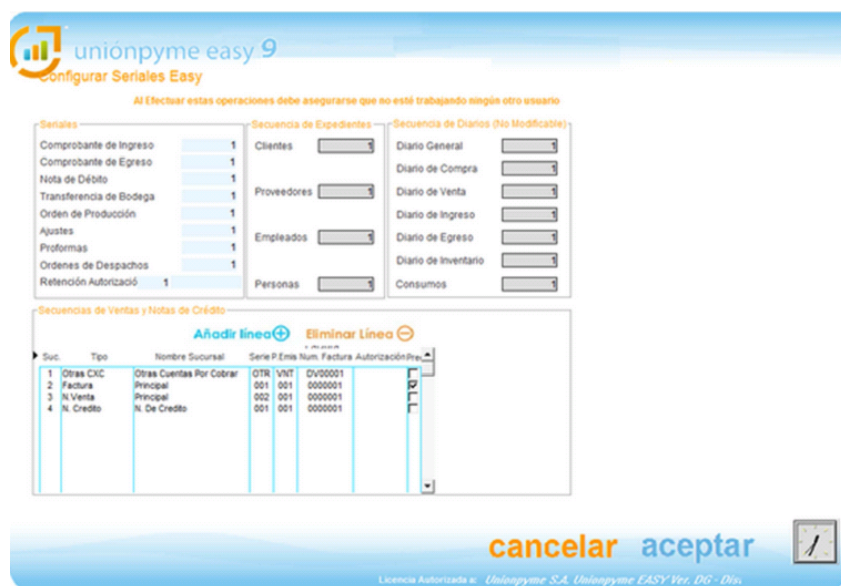 uniónpyme easy 9
Configurar Seriales Easy
Al Efectuar estas operaciones debe asegurarse que no esté trabajando ningún otro usuario
Seriales
Comprobante de Ingreso 1
Comprobante de Egreso 1
Nota de Débito 1
Transferencia de Bodega 1
Orden de Producción 1
Ajustes 1
Proformas 1
Ordenes de Despachos 1
Retención Autorizació 1
Secuencia de Expedientes
Clientes 1
Proveedores 1
Empleados 1
Personas 1
Secuencia de Diarios (No Modificable)
Diario General 1
Diario de Compra 1
Diario de Venta 1
Diario de Ingreso 1
Diario de Egreso 1
Diario de Inventario 1
Consumos 1
Secuencias de Ventas y Notas de Crédito
Añadir línea Eliminar Línea
Suc. Tipo Nombre Sucursal Serie P.Emis Num. Factura Autorización Pre
1 Otras CXC Otras Cuentas Por Cobrar OTR VNT DV00001
2 Factura Principal 001 001 0000001
3 N.Venta Principal 002 001 0000001
4 N. Credito N. De Credito 001 001 0000001
cancelar aceptar
Licencia Autorizada a: Unionpyme S.A. Unionpyme EASY Ver. DG - Dis.